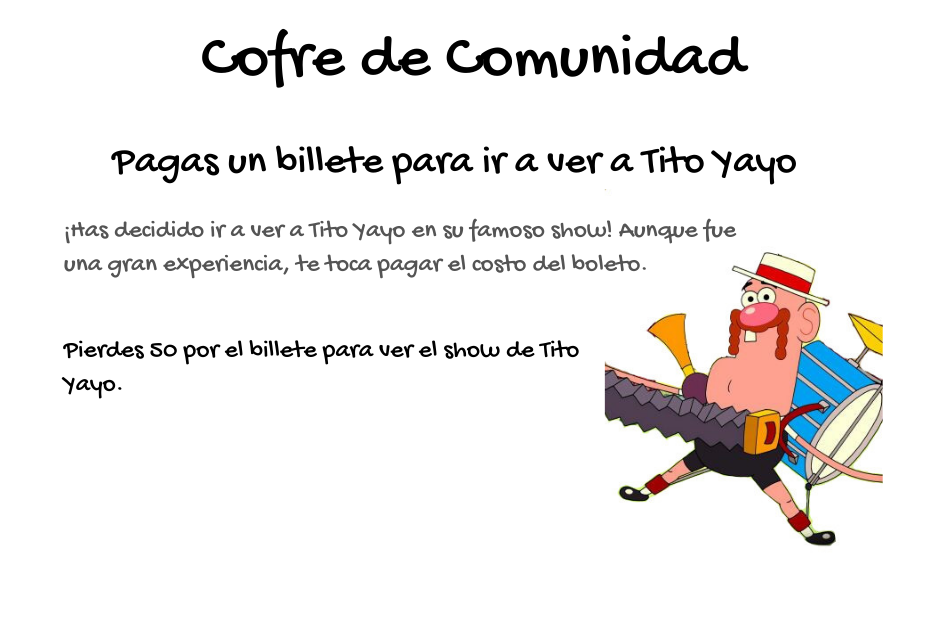 Cofre de Comunidad
Pagas un billete para ir a ver a Tito Yayo
¡Has decidido ir a ver a Tito Yayo en su famoso show! Aunque fue
una gran experiencia, te toca pagar el costo del boleto.
Pierdes 50 por el billete para ver el show de Tito
Yayo.